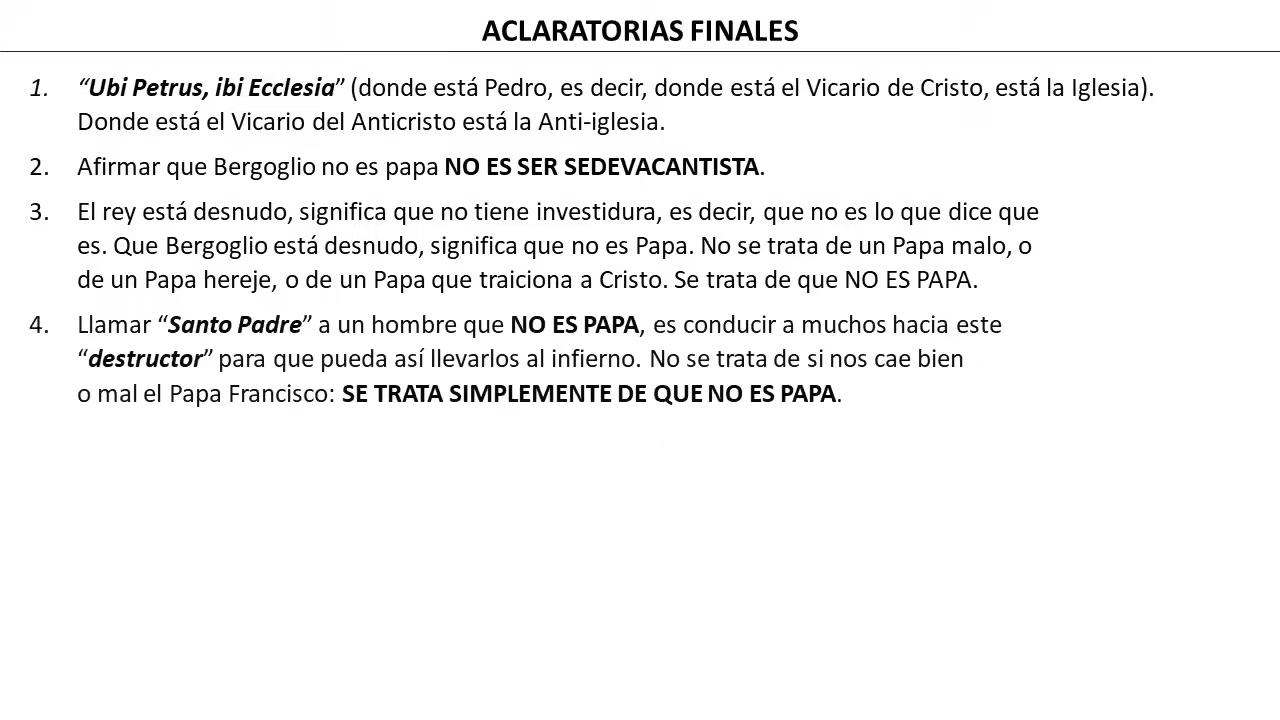 ACLARATORIAS FINALES
1. “Ubi Petrus, ibi Ecclesia” (donde está Pedro, es decir, donde está el Vicario de Cristo, está la Iglesia).
Donde está el Vicario del Anticristo está la Anti-iglesia.
2. Afirmar que Bergoglio no es papa NO ES SER SEDEVACANTISTA.
3. El rey está desnudo, significa que no tiene investidura, es decir, que no es lo que dice que
es. Que Bergoglio está desnudo, significa que no es Papa. No se trata de un Papa malo, o
de un Papa hereje, o de un Papa que traiciona a Cristo. Se trata de que NO ES PAPA.
4. Llamar “Santo Padre” a un hombre que NO ES PAPA, es conducir a muchos hacia este
“destructor” para que pueda así llevarlos al infierno. No se trata de si nos cae bien
o mal el Papa Francisco: SE TRATA SIMPLEMENTE DE QUE NO ES PAPA.